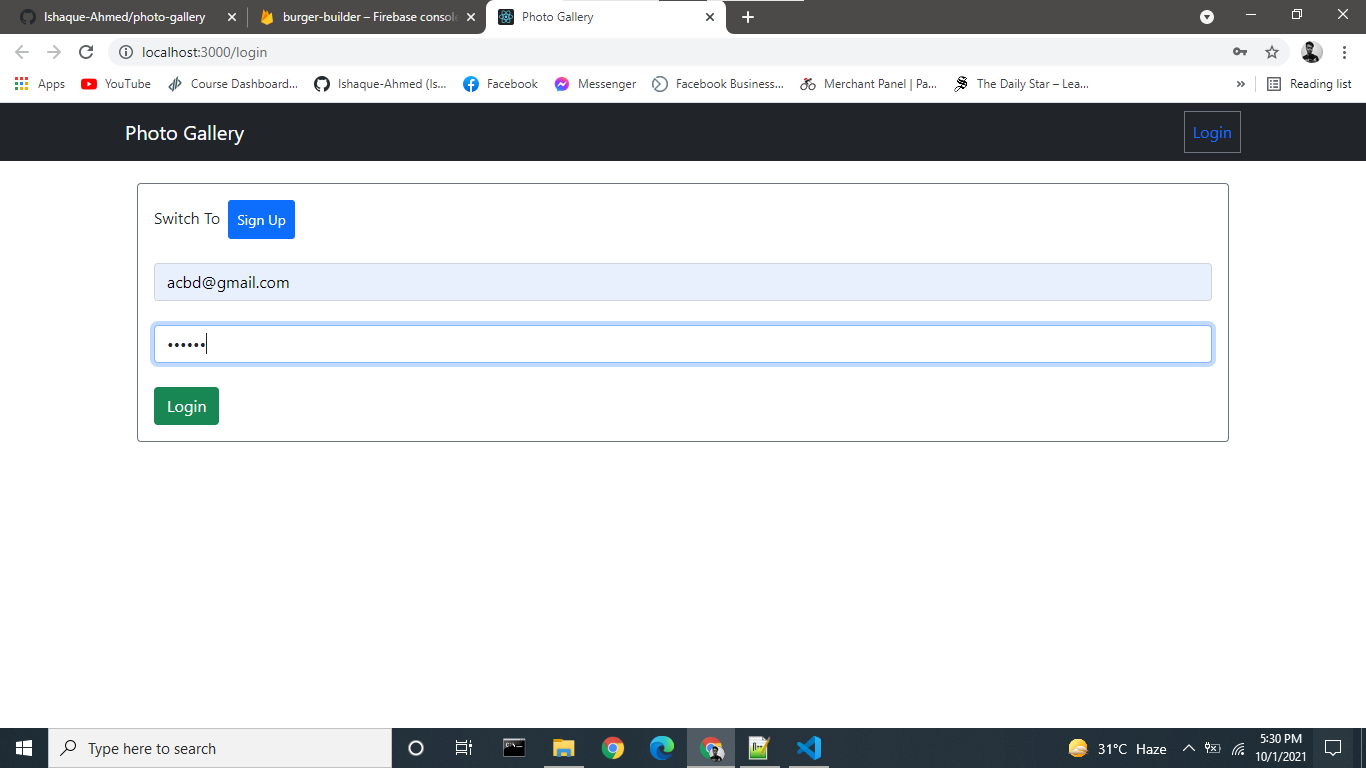 Ishaque-Ahmed/photo-gallery
burger-builder – Firebase console
Photo Gallery
localhost:3000/login
Apps
YouTube
Course Dashboard...
Ishaque-Ahmed (Is...
Facebook
Messenger
Facebook Business...
Merchant Panel | Pa...
The Daily Star – Lea...
»
Reading list
Photo Gallery
Login
Switch To
Sign Up
acbd@gmail.com
••••••
Login
Type here to search
31°C Haze
5:30 PM
10/1/2021